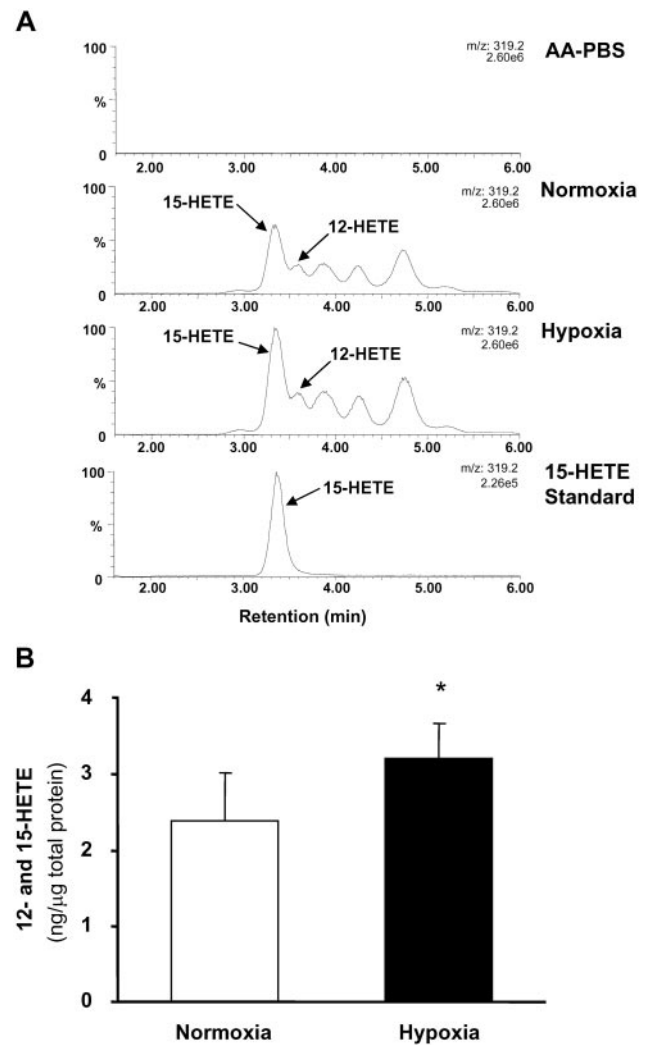 A
100
%
0
m/z: 319.2
2.60e6
AA-PBS
2.00 3.00 4.00 5.00 6.00
100
%
0
15-HETE
12-HETE
m/z: 319.2
2.60e6
Normoxia
2.00 3.00 4.00 5.00 6.00
100
%
0
15-HETE
12-HETE
m/z: 319.2
2.60e6
Hypoxia
2.00 3.00 4.00 5.00 6.00
100
%
0
15-HETE
m/z: 319.2
2.26e5
15-HETE
Standard
2.00 3.00 4.00 5.00 6.00
Retention (min)
B
12- and 15-HETE
(ng/μg total protein)
4
3
2
1
0
*
Normoxia Hypoxia